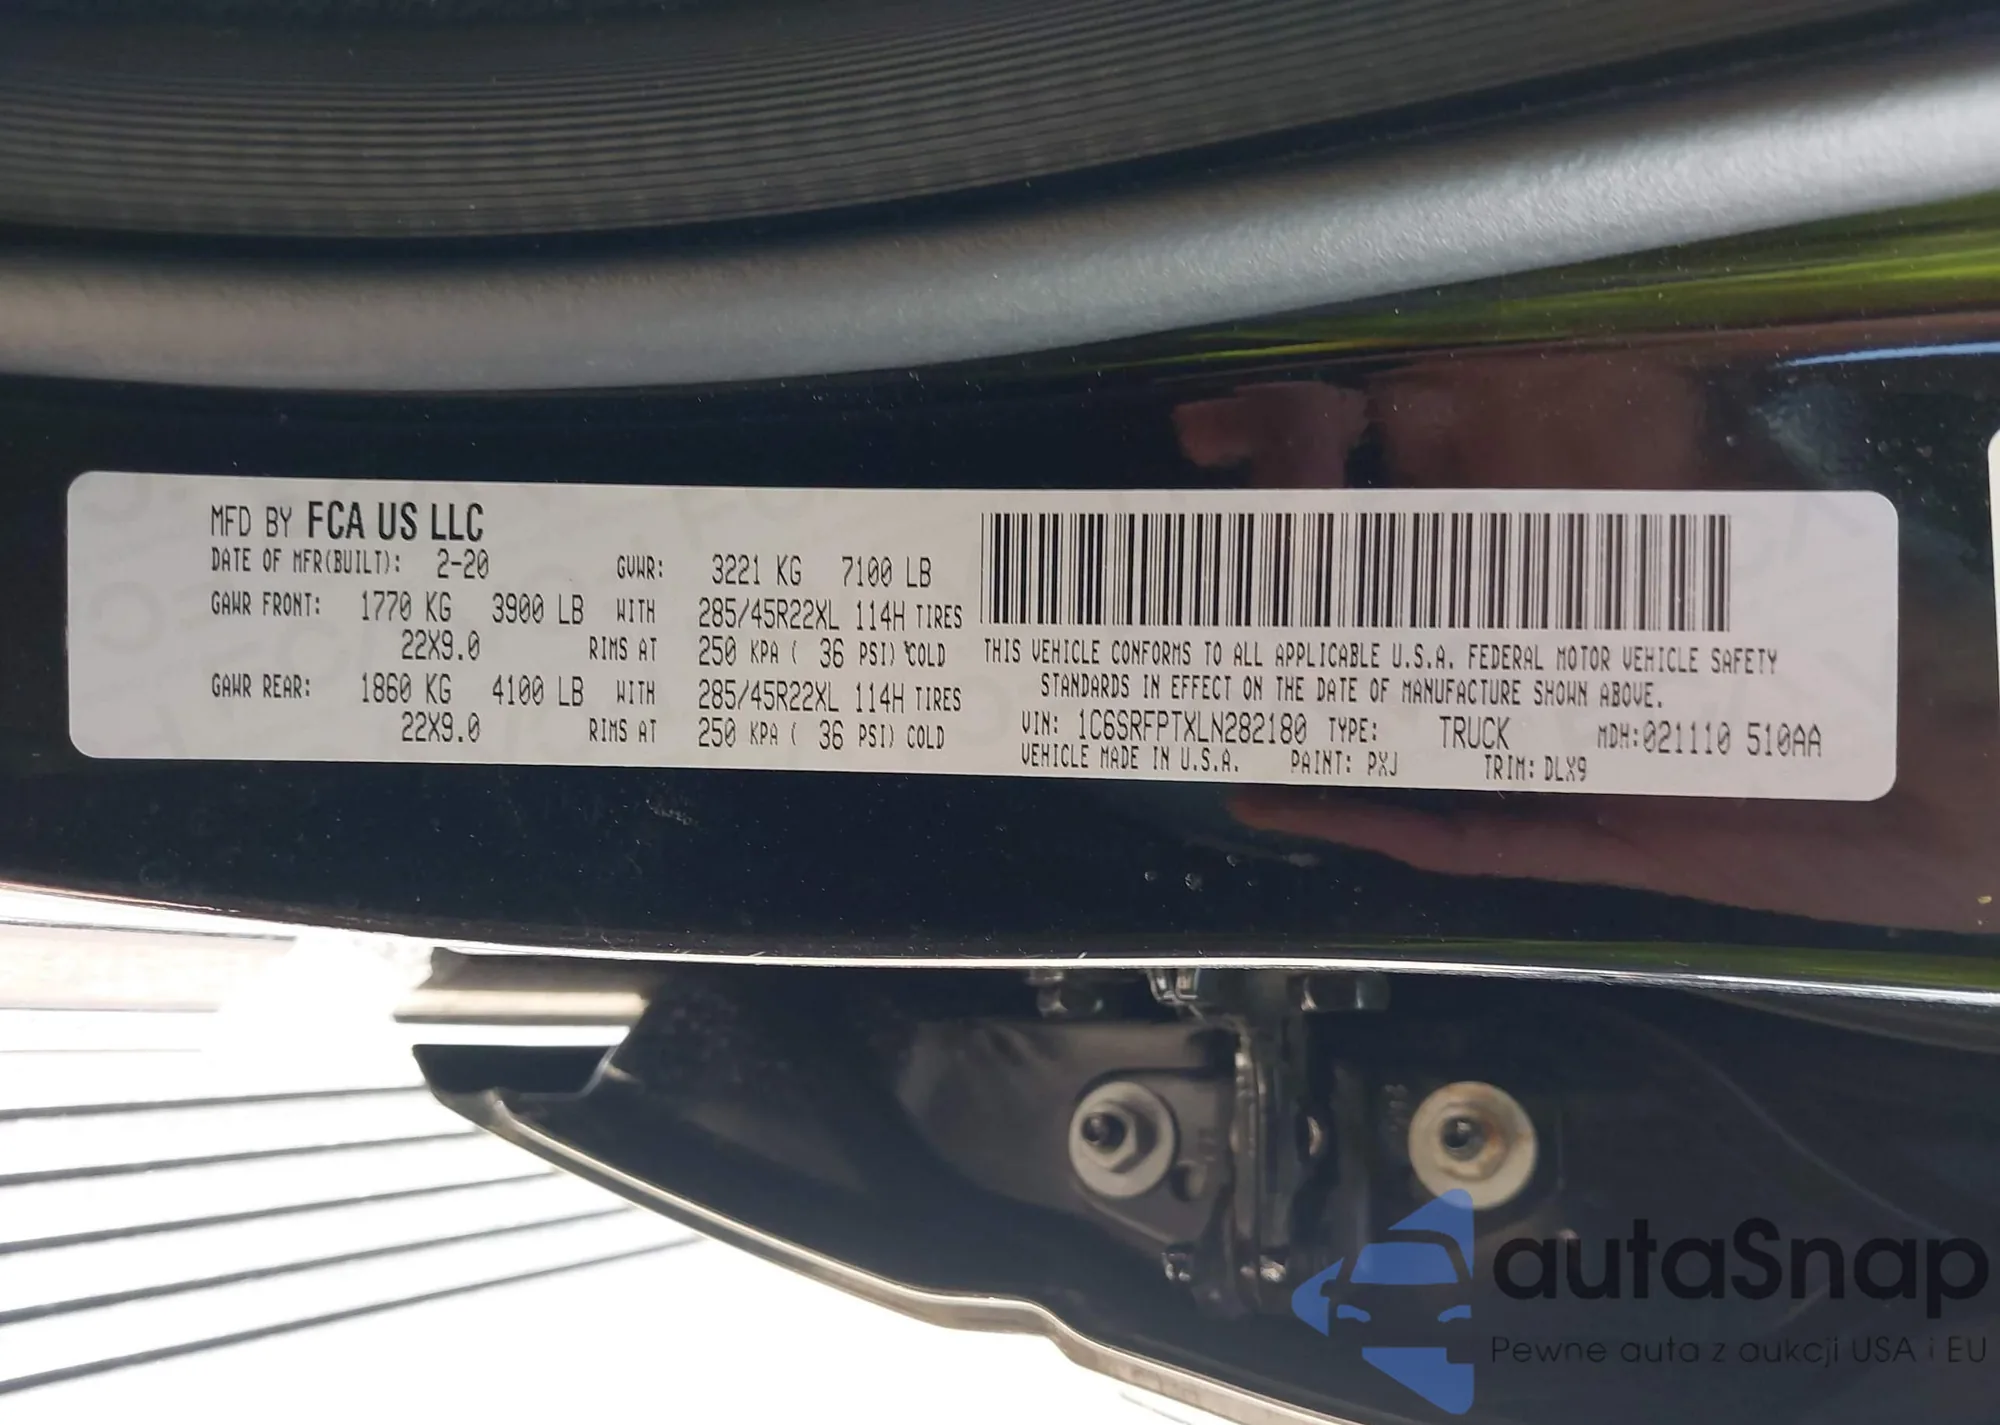 MFD BY FCA US LLC
DATE OF MFR(BUILT): 2-20 GVWR: 3221 KG 7100 LB
GAWR FRONT: 1770 KG 3900 LB WITH 285/45R22XL 114H TIRES
22X9.0 RIMS AT 250 KPA ( 36 PSI) COLD
GAWR REAR: 1860 KG 4100 LB WITH 285/45R22XL 114H TIRES
22X9.0 RIMS AT 250 KPA ( 36 PSI) COLD
THIS VEHICLE CONFORMS TO ALL APPLICABLE U.S.A. FEDERAL MOTOR VEHICLE SAFETY
STANDARDS IN EFFECT ON THE DATE OF MANUFACTURE SHOWN ABOVE.
VIN: 1C6SRFPTXLN282180 TYPE: TRUCK MDH:021110 510AA
VEHICLE MADE IN U.S.A. PAINT: PXJ TRIM: DLX9
autaSnap
Pewne auta z aukcji USA i EU